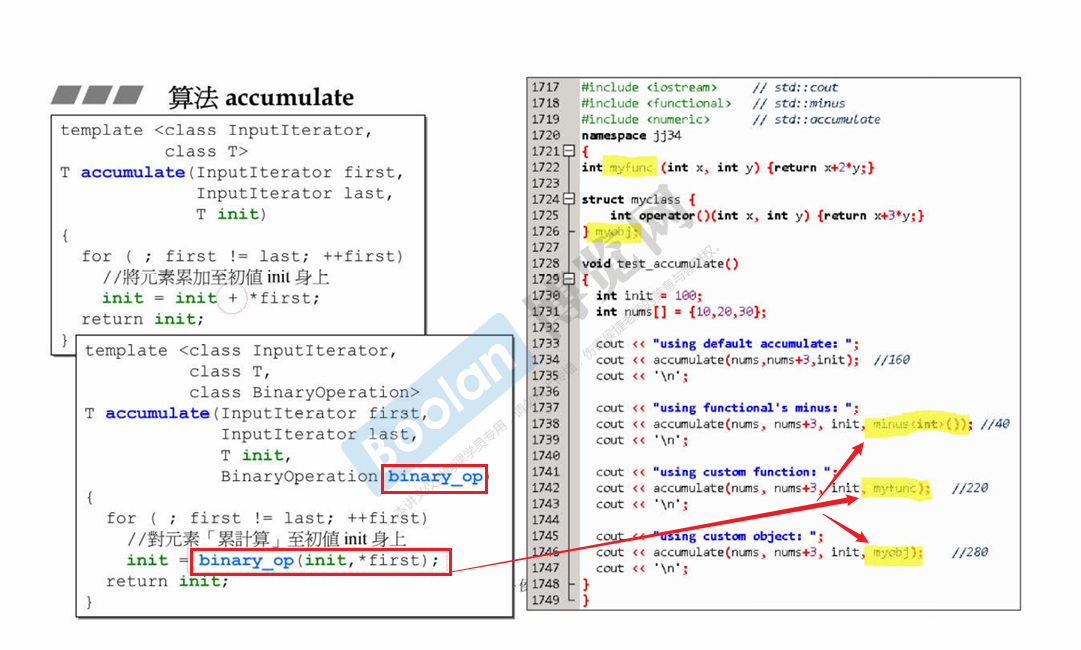 算法 accumulate
template <class InputIterator,
class T>
T accumulate(InputIterator first,
InputIterator last,
T init)
{
for ( ; first != last; ++first)
//將元素累加至初值 init 身上
init = init + *first;
return init;
}
template <class InputIterator,
class T,
class BinaryOperation>
T accumulate(InputIterator first,
InputIterator last,
T init,
BinaryOperation binary_op)
{
for ( ; first != last; ++first)
//對元素「累計算」至初值 init 身上
init = binary_op(init,*first);
return init;
}
1717 #include <iostream> // std::cout
1718 #include <functional> // std::minus
1719 #include <numeric> // std::accumulate
1720 namespace jj34
1721 {
1722 int myfunc (int x, int y) {return x+2*y;}
1723
1724 struct myclass {
1725 int operator()(int x, int y) {return x+3*y;}
1726 } myobj;
1727
1728 void test_accumulate()
1729 {
1730 int init = 100;
1731 int nums[] = {10,20,30};
1732
1733 cout << "using default accumulate: ";
1734 cout << accumulate(nums,nums+3,init); //160
1735 cout << '\n';
1736
1737 cout << "using functional's minus: ";
1738 cout << accumulate(nums, nums+3, init, minus<int>()); //40
1739 cout << '\n';
1740
1741 cout << "using custom function: ";
1742 cout << accumulate(nums, nums+3, init, myfunc); //220
1743 cout << '\n';
1744
1745 cout << "using custom object: ";
1746 cout << accumulate(nums, nums+3, init, myobj); //280
1747 cout << '\n';
1748 }
1749 }
Boolan 博览网